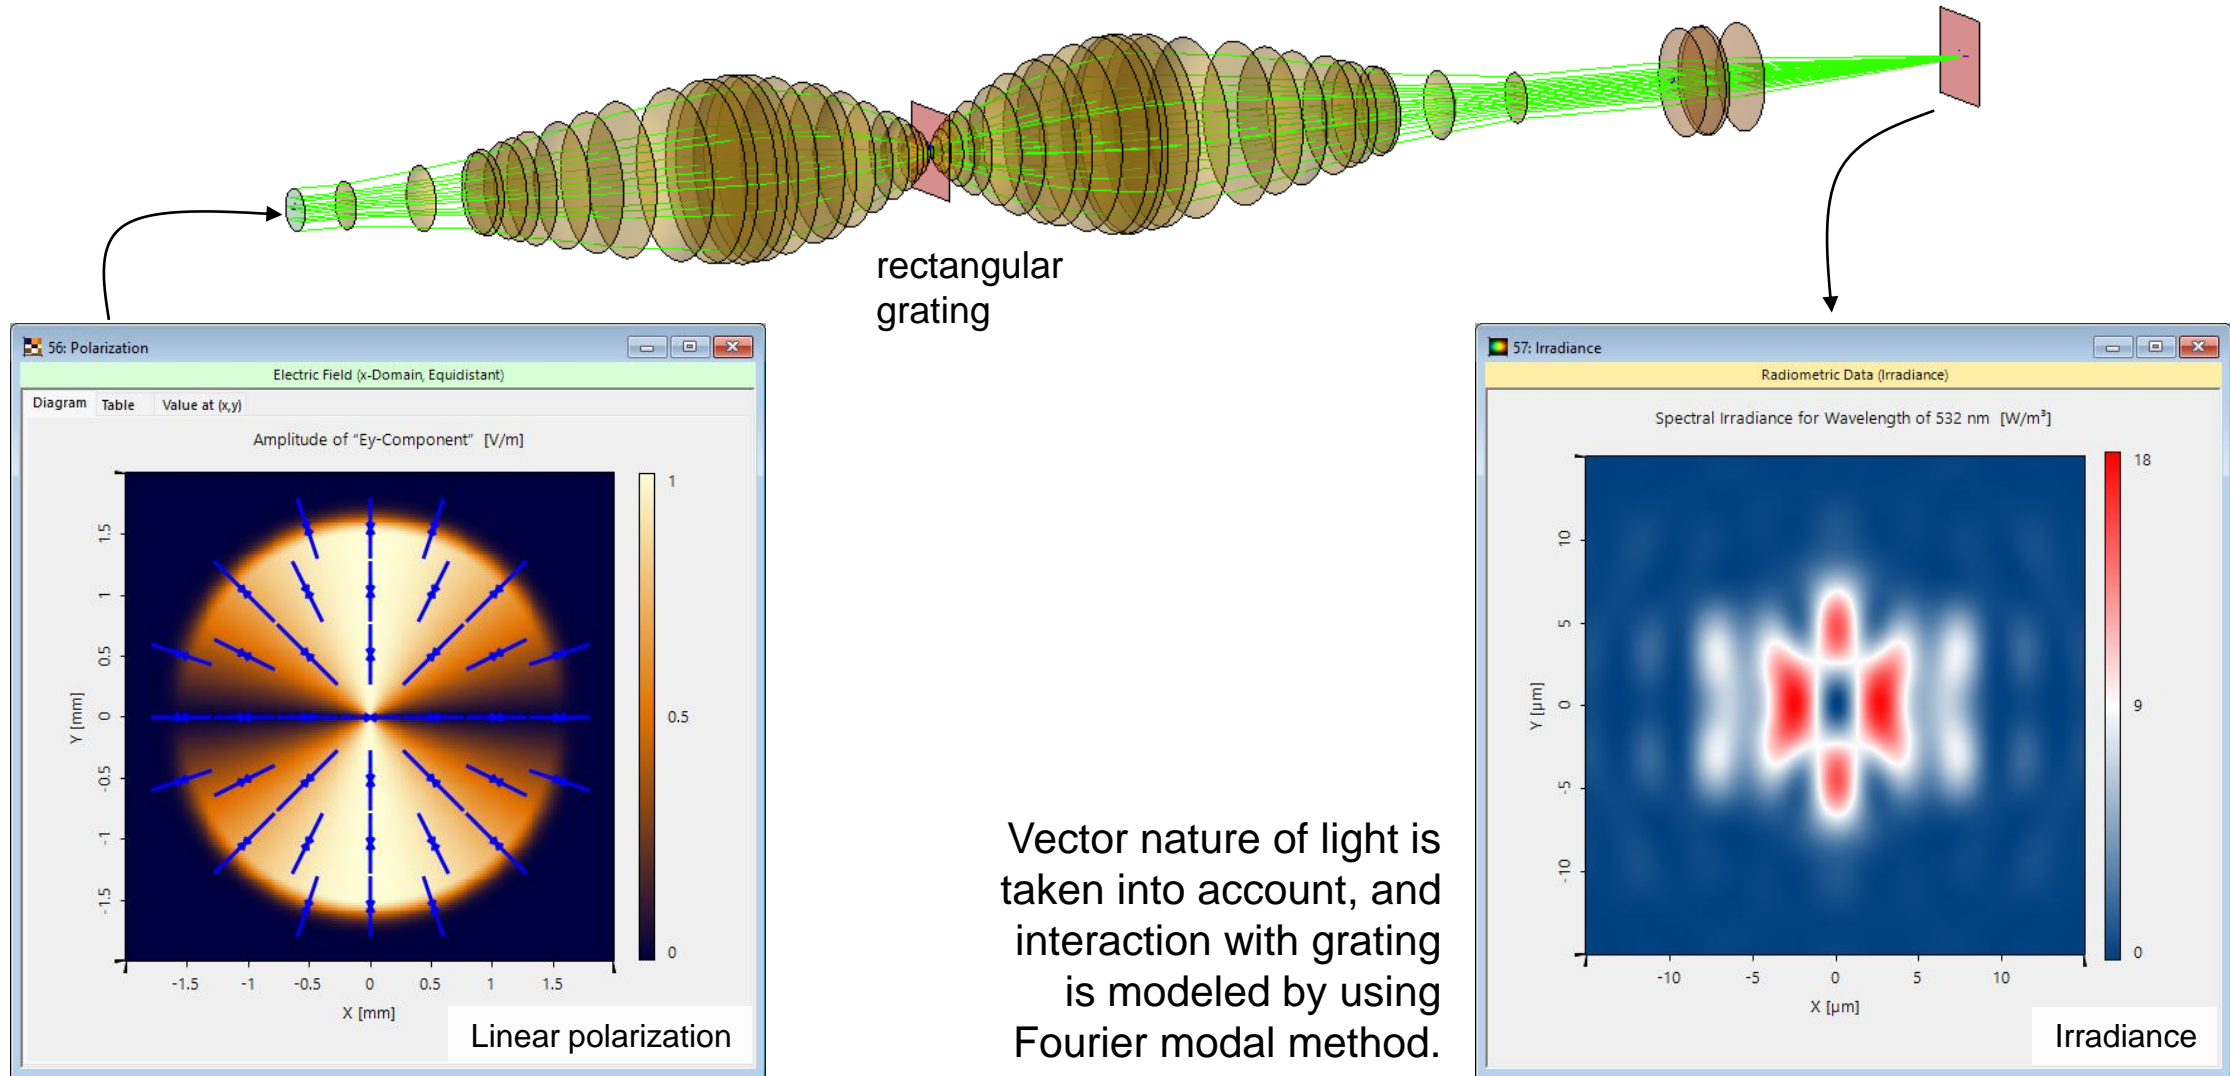 rectangular
grating
56: Polarization
Electric Field (x-Domain, Equidistant)
Diagram Table Value at (x,y)
Amplitude of "Ey-Component" [V/m]
1
0.5
0
Y [mm]
1.5
1
0.5
0
-0.5
-1
-1.5
-1.5 -1 -0.5 0 0.5 1 1.5
X [mm]
Linear polarization
Vector nature of light is
taken into account, and
interaction with grating
is modeled by using
Fourier modal method.
57: Irradiance
Radiometric Data (Irradiance)
Spectral Irradiance for Wavelength of 532 nm [W/m³]
18
9
0
Y [µm]
10
5
0
-5
-10
-10 -5 0 5 10
X [µm]
Irradiance